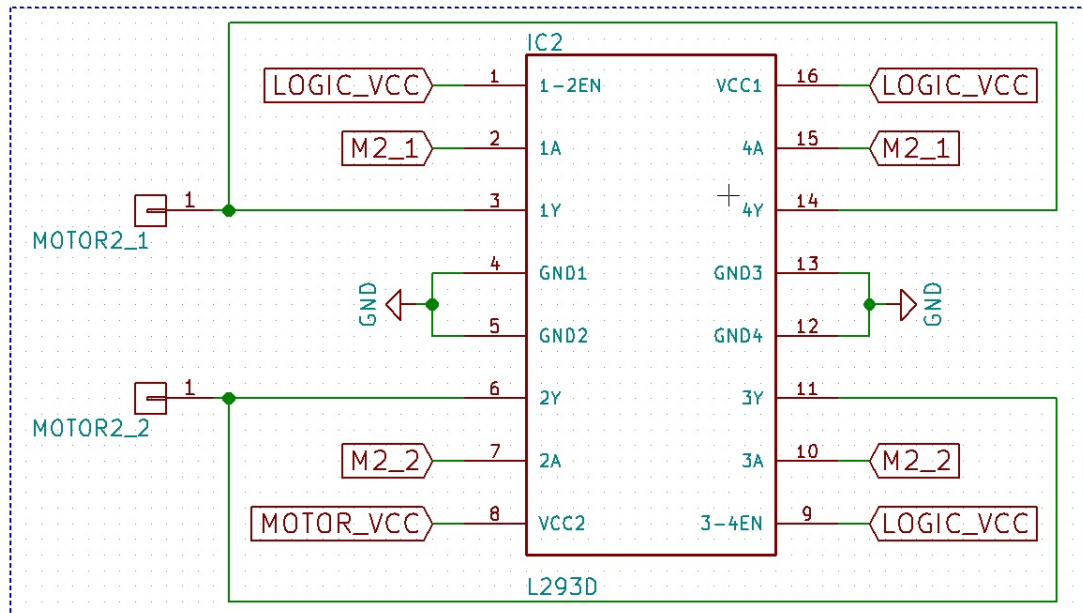 IC2
LOGIC_VCC 1 1-2EN VCC1 16 LOGIC_VCC
M2_1 2 1A 4A 15 M2_1
1 3 1Y 4Y 14
MOTOR2_1
GND 4 GND1 GND3 13 GND
5 GND2 GND4 12
1 6 2Y 3Y 11
MOTOR2_2
M2_2 7 2A 3A 10 M2_2
MOTOR_VCC 8 VCC2 3-4EN 9 LOGIC_VCC
L293D